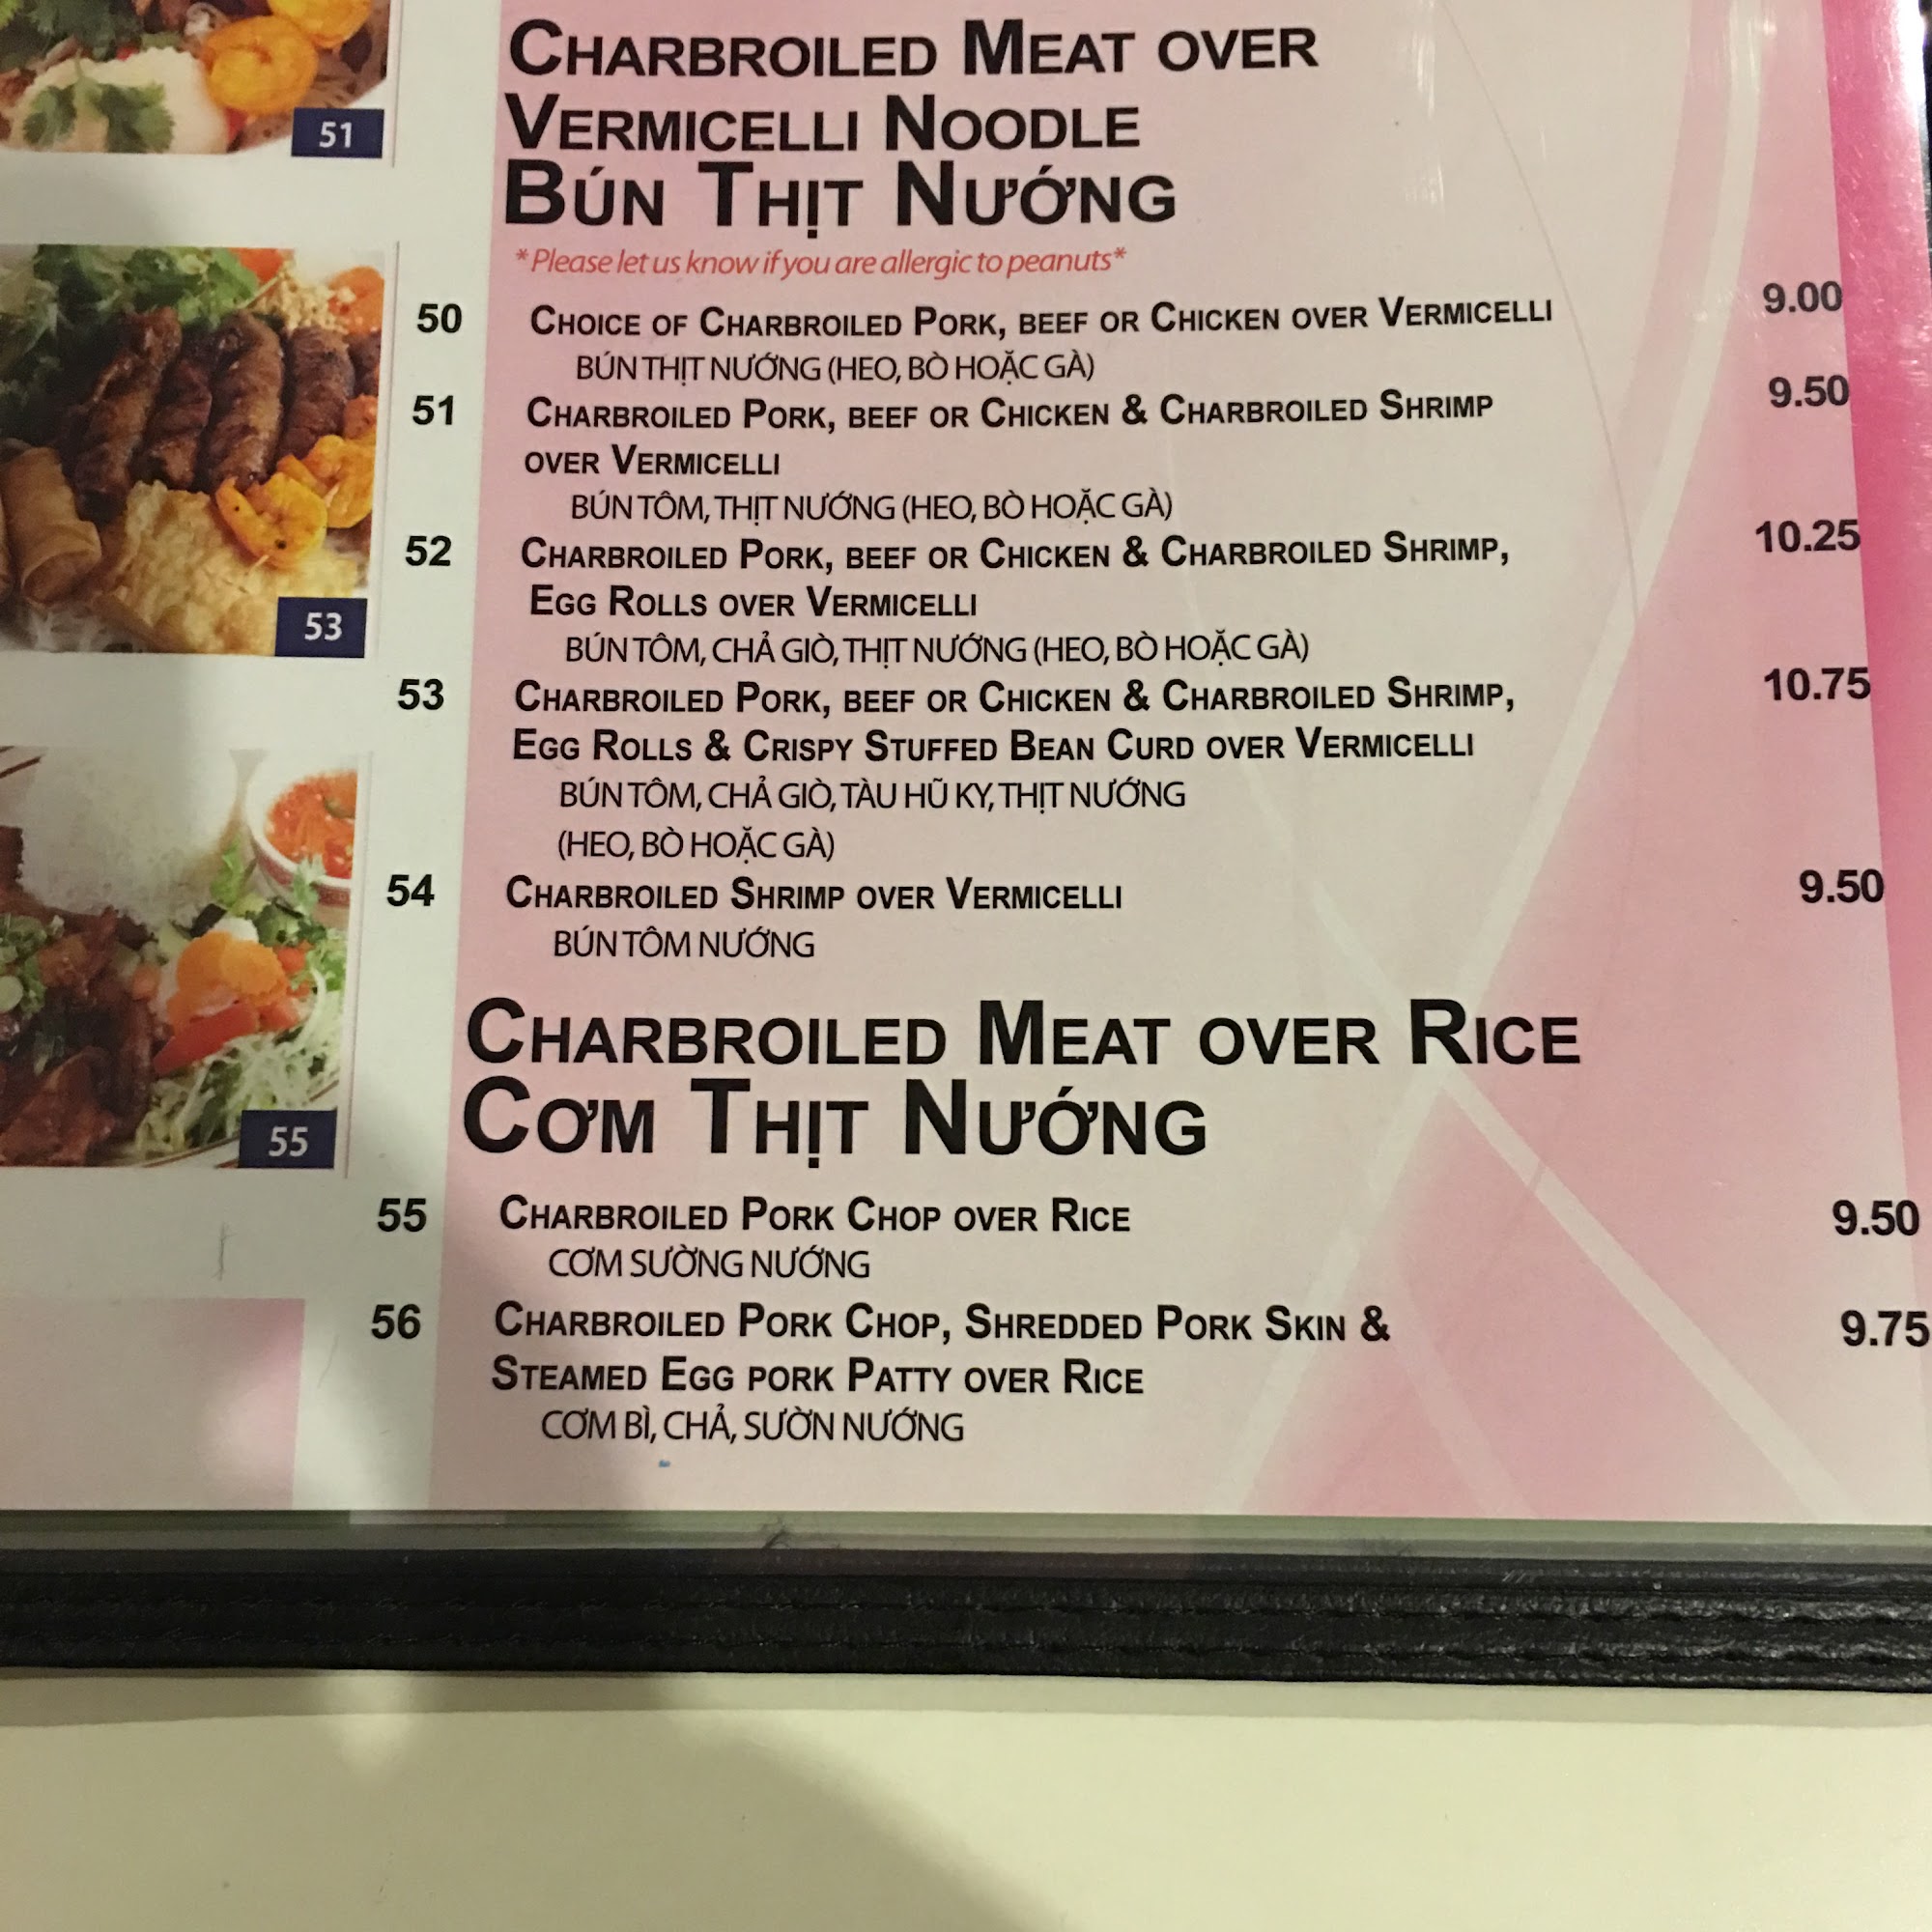 CHARBROILED MEAT OVER
VERMICELLI NOODLE
BÚN THỊT NƯỚNG
*Please let us know if you are allergic to peanuts*
50 CHOICE OF CHARBROILED PORK, BEEF OR CHICKEN OVER VERMICELLI 9.00
BÚN THỊT NƯỚNG (HEO, BÒ HOẶC GÀ)
51 CHARBROILED PORK, BEEF OR CHICKEN & CHARBROILED SHRIMP 9.50
OVER VERMICELLI
BÚN TÔM, THỊT NƯỚNG (HEO, BÒ HOẶC GÀ)
52 CHARBROILED PORK, BEEF OR CHICKEN & CHARBROILED SHRIMP, 10.25
EGG ROLLS OVER VERMICELLI
BÚN TÔM, CHẢ GIÒ, THỊT NƯỚNG (HEO, BÒ HOẶC GÀ)
53 CHARBROILED PORK, BEEF OR CHICKEN & CHARBROILED SHRIMP, 10.75
EGG ROLLS & CRISPY STUFFED BEAN CURD OVER VERMICELLI
BÚN TÔM, CHẢ GIÒ, TÀU HŨ KY, THỊT NƯỚNG
(HEO, BÒ HOẶC GÀ)
54 CHARBROILED SHRIMP OVER VERMICELLI 9.50
BÚN TÔM NƯỚNG
CHARBROILED MEAT OVER RICE
CƠM THỊT NƯỚNG
55 CHARBROILED PORK CHOP OVER RICE 9.50
CƠM SƯỜNG NƯỚNG
56 CHARBROILED PORK CHOP, SHREDDED PORK SKIN & 9.75
STEAMED EGG PORK PATTY OVER RICE
CƠM BÌ, CHẢ, SƯỜN NƯỚNG
51
53
55